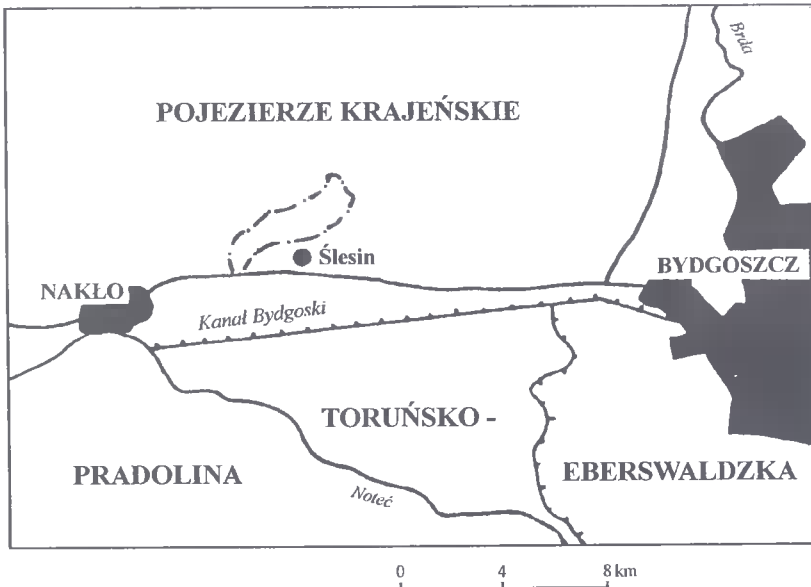 Brda
POJEZIERZE KRAJEŃSKIE
Ślesin
BYDGOSZCZ
NAKŁO
Kanał Bydgoski
TORUŃSKO -
PRADOLINA
EBERSWALDZKA
Noteć
0 4 8 km